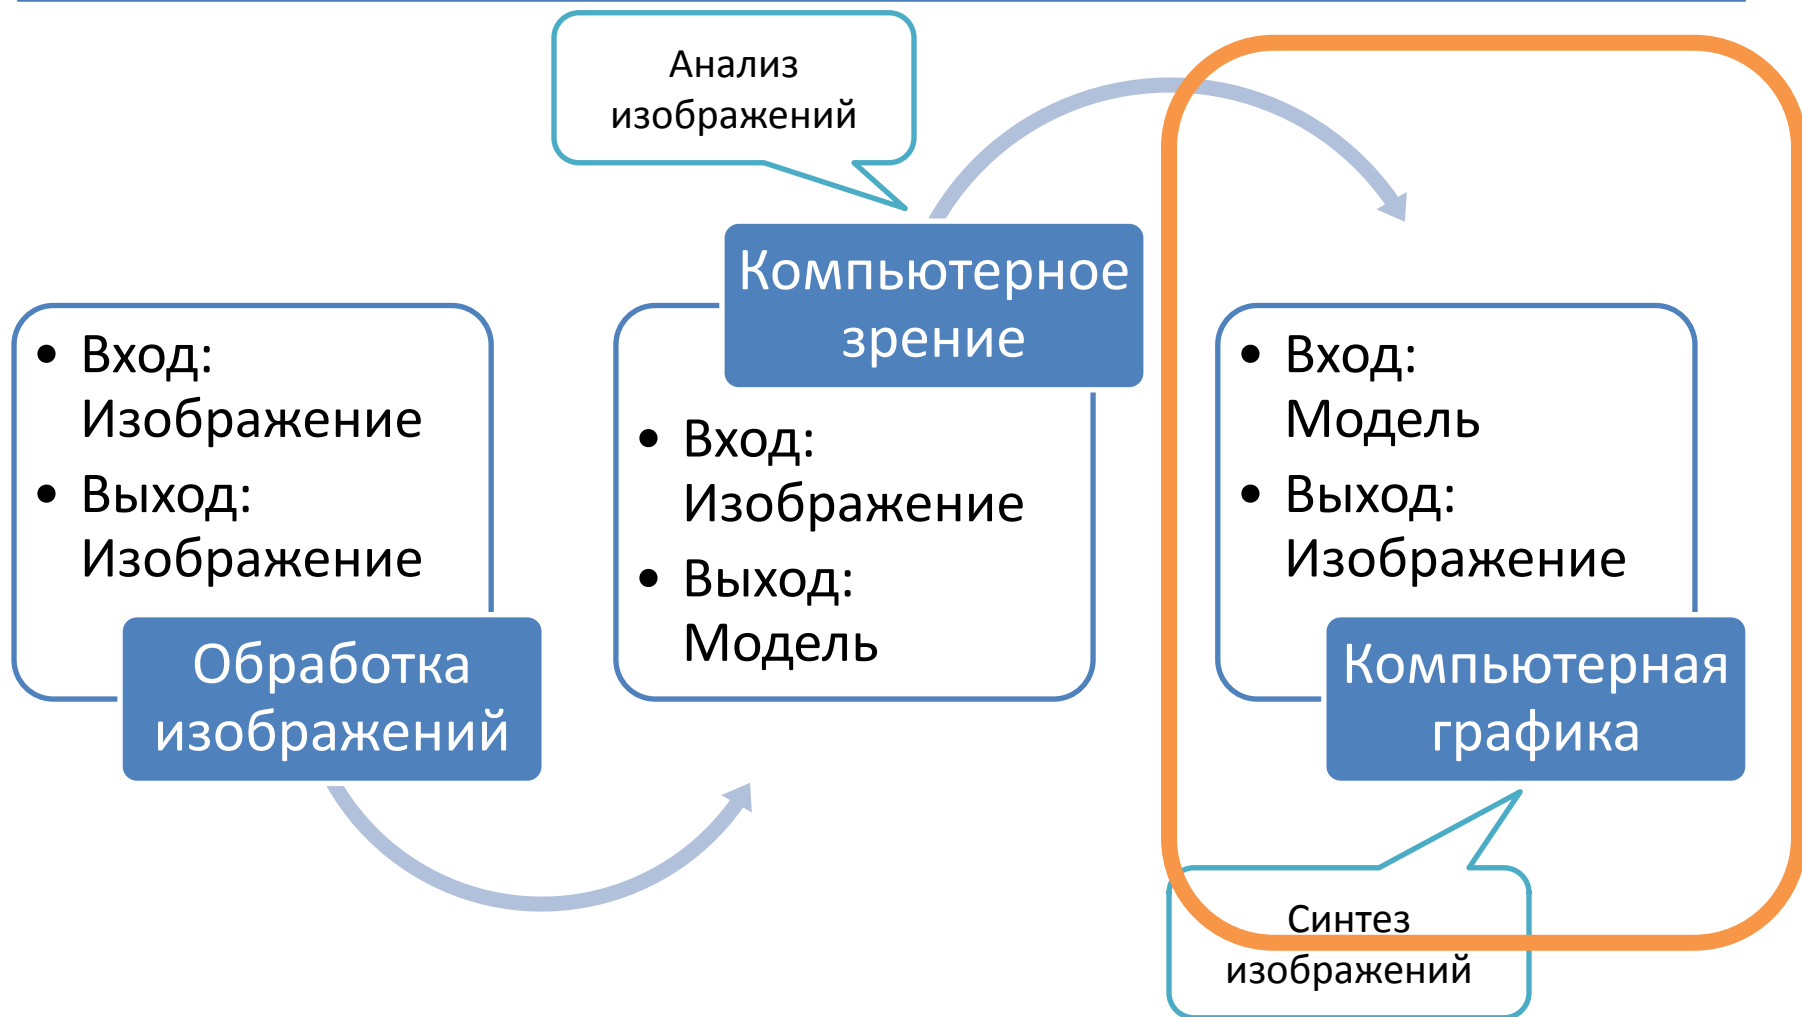 Анализ
изображений
• Вход:
Изображение
• Выход:
Изображение
Обработка
изображений
Компьютерное
зрение
• Вход:
Изображение
• Выход:
Модель
• Вход:
Модель
• Выход:
Изображение
Компьютерная
графика
Синтез
изображений